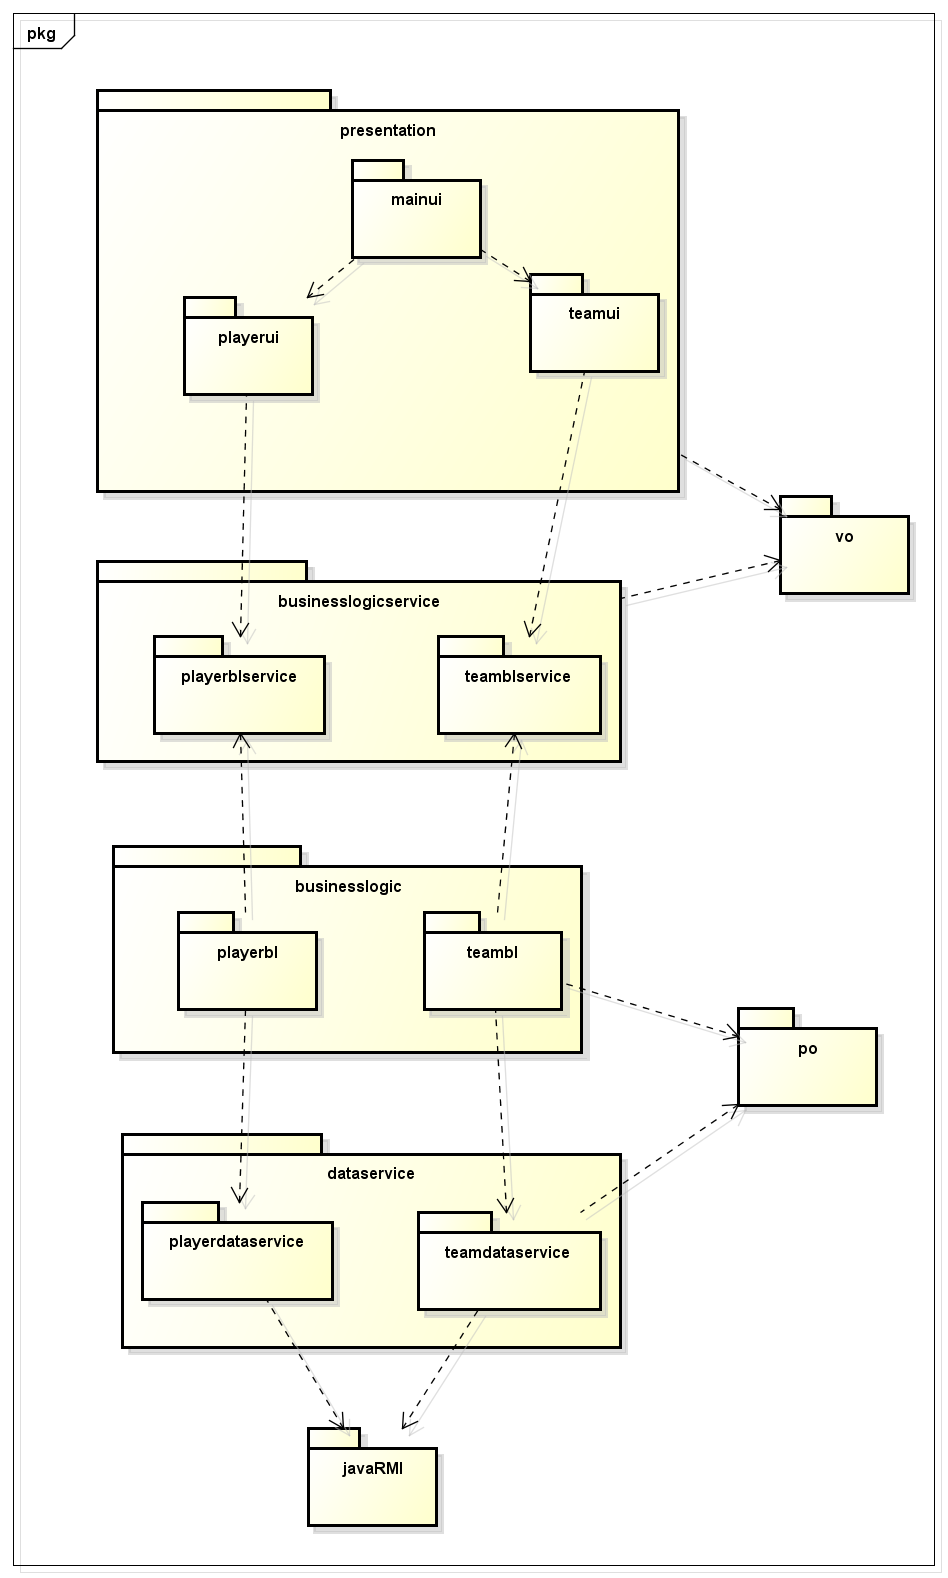 pkg
presentation
mainui
teamui
playerui
vo
businesslogicservice
playerblservice
teamblservice
businesslogic
playerbl
teambl
po
dataservice
playerdataservice
teamdataservice
javaRMI